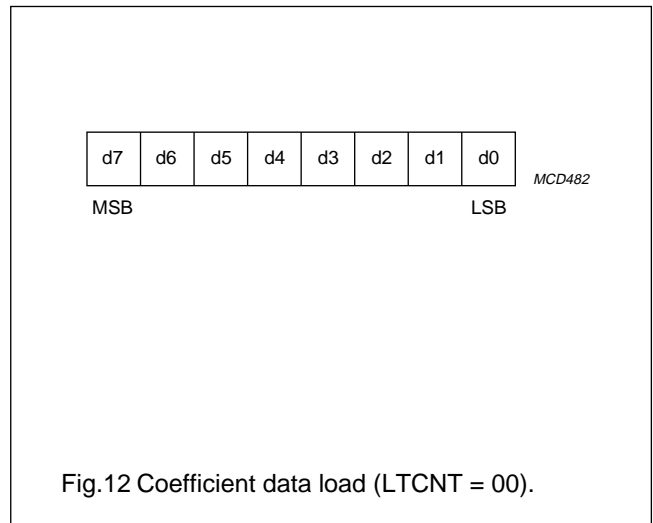 d7 d6 d5 d4 d3 d2 d1 d0
MCD482
MSB LSB
Fig.12 Coefficient data load (LTCNT = 00).